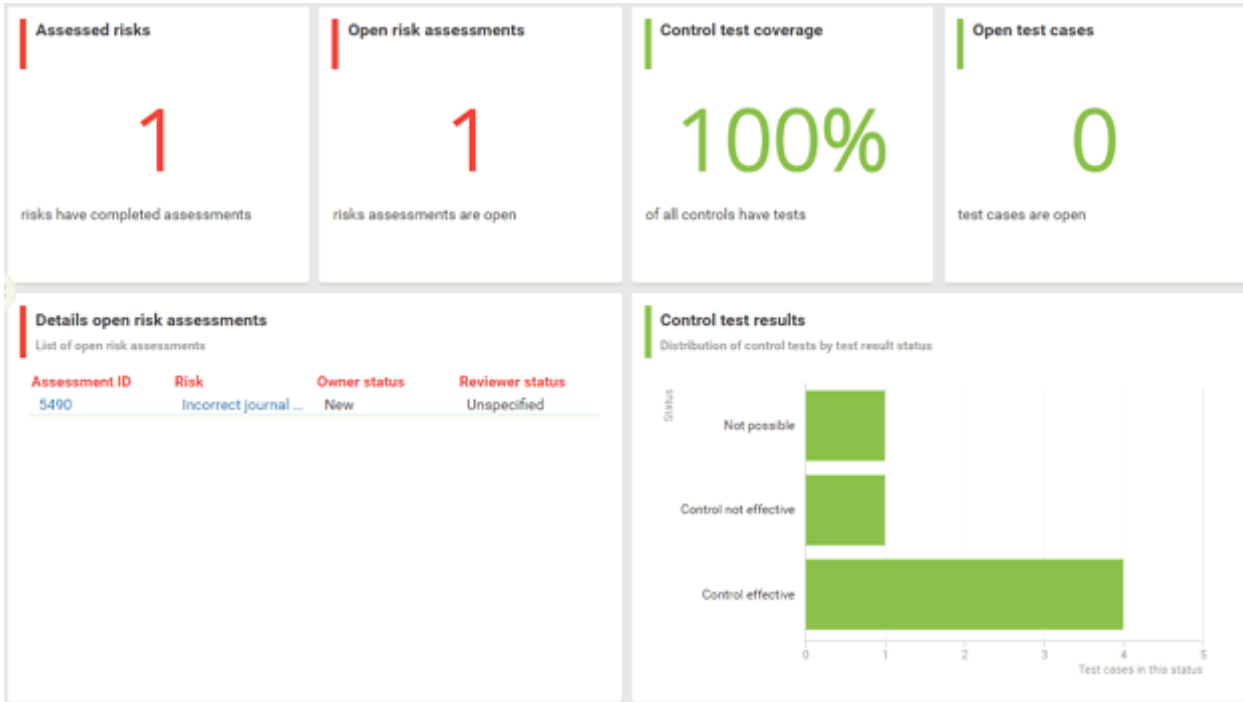 Assessed risks
1
risks have completed assessments
Open risk assessments
1
risks assessments are open
Control test coverage
100%
of all controls have tests
Open test cases
0
test cases are open
Details open risk assessments
List of open risk assessments
Assessment ID Risk Owner status Reviewer status
5490 Incorrect journal ... New Unspecified
Control test results
Distribution of control tests by test result status
Status
Not possible
Control not effective
Control effective
0 1 2 3 4 5
Test cases in this status